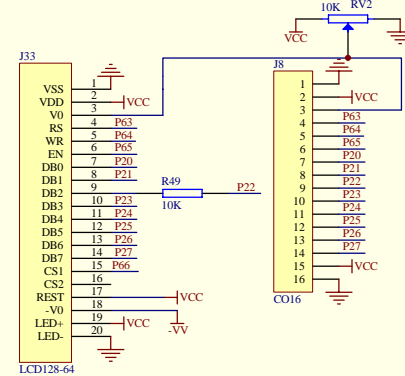 10K RV2
VCC
J33
J8
VSS 1
VDD 2 VCC
V0 3
RS 4 P63
WR 5 P64
EN 6 P65
DB0 7 P20
DB1 8 P21
DB2 9 R49 P22
10K
DB3 10 P23
DB4 11 P24
DB5 12 P25
DB6 13 P26
DB7 14 P27
CS1 15 P66
CS2 16
REST 17 VCC
-V0 18
-VV
LED+ 19 VCC
LED- 20
LCD128-64
1
2 VCC
3
4 P63
5 P64
6 P65
7 P20
8 P21
9 P22
10 P23
11 P24
12 P25
13 P26
14 P27
15 VCC
16
CO16